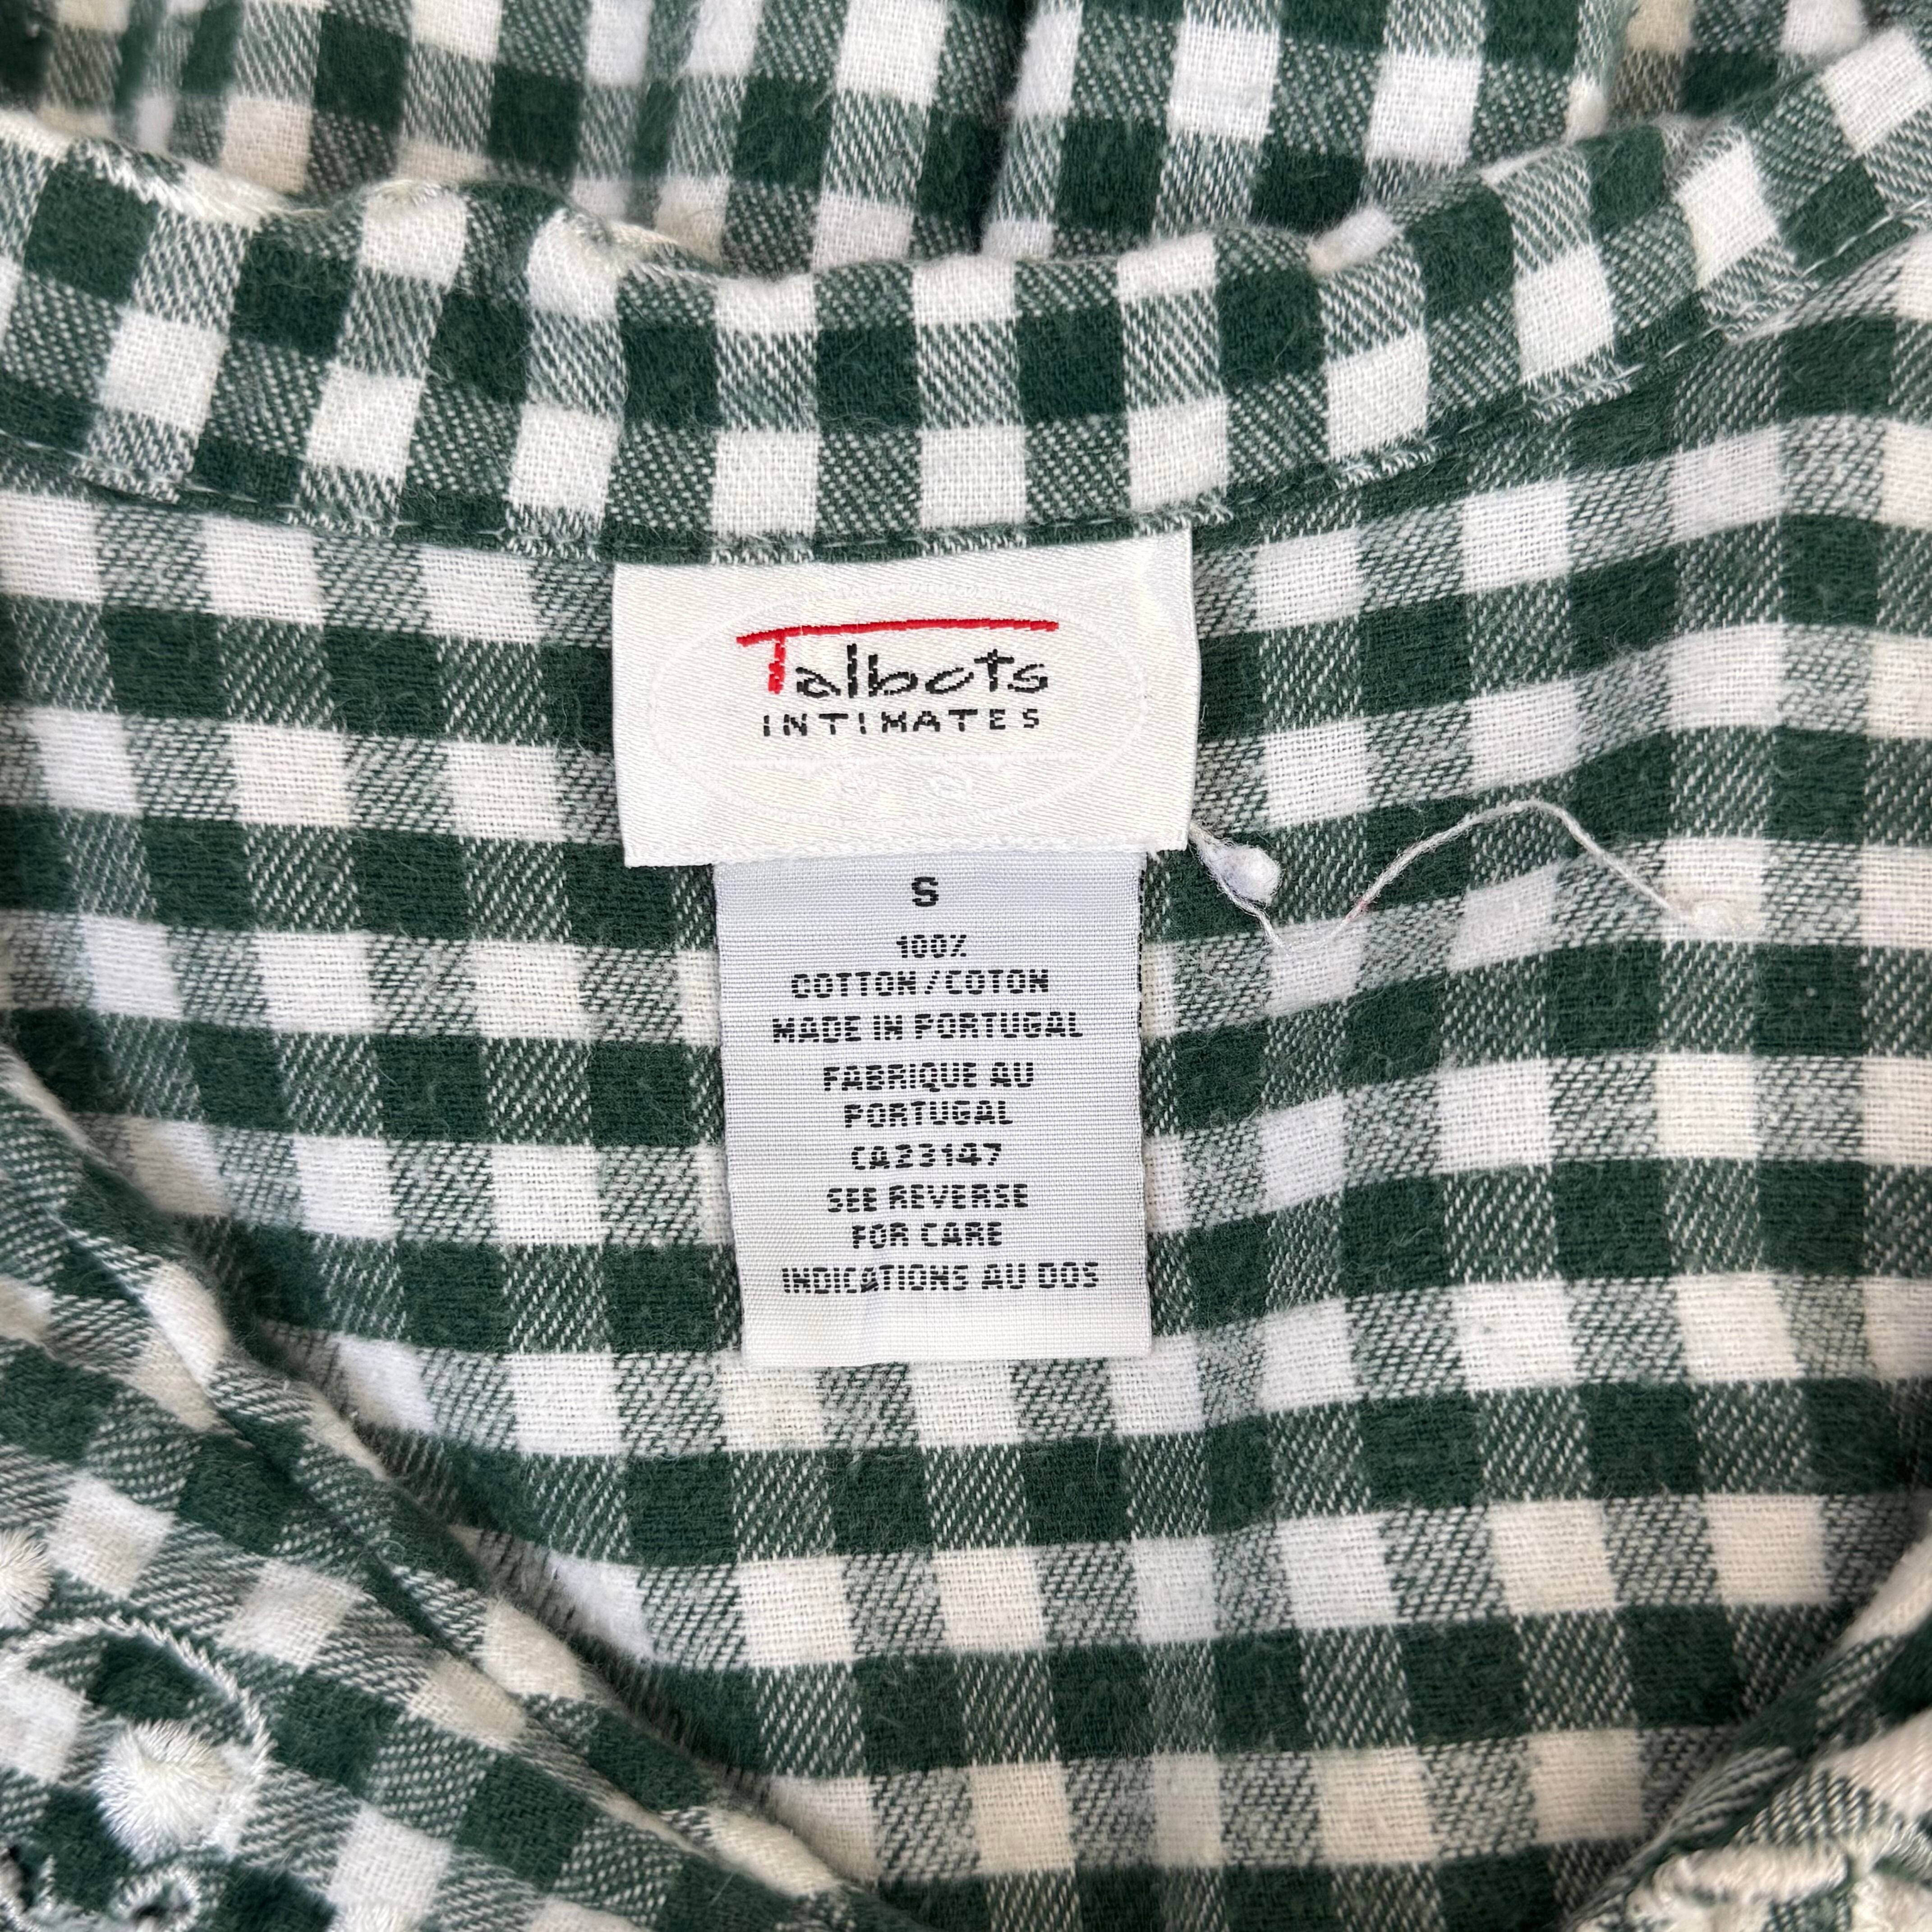 Talbots
INTIMATES
S
100%
COTTON/COTON
MADE IN PORTUGAL
FABRIQUE AU
PORTUGAL
CA23147
SEE REVERSE
FOR CARE
INDICATIONS AU DOS